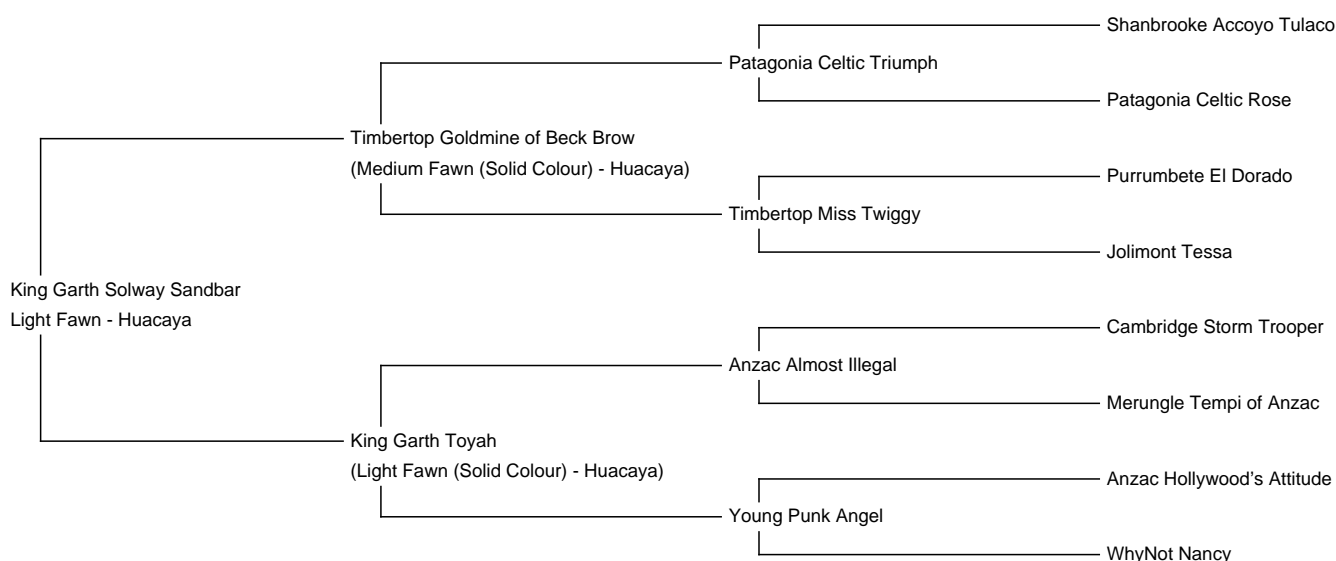 Shanbrooke Accoyo Tulaco
Patagonia Celtic Triumph
Patagonia Celtic Rose
Timbertop Goldmine of Beck Brow
(Medium Fawn (Solid Colour) - Huacaya)
Purrumbete El Dorado
Timbertop Miss Twiggy
Jolimont Tessa
King Garth Solway Sandbar
Light Fawn - Huacaya
Cambridge Storm Trooper
Anzac Almost Illegal
Merungle Tempi of Anzac
King Garth Toyah
(Light Fawn (Solid Colour) - Huacaya)
Anzac Hollywood's Attitude
Young Punk Angel
WhyNot Nancy